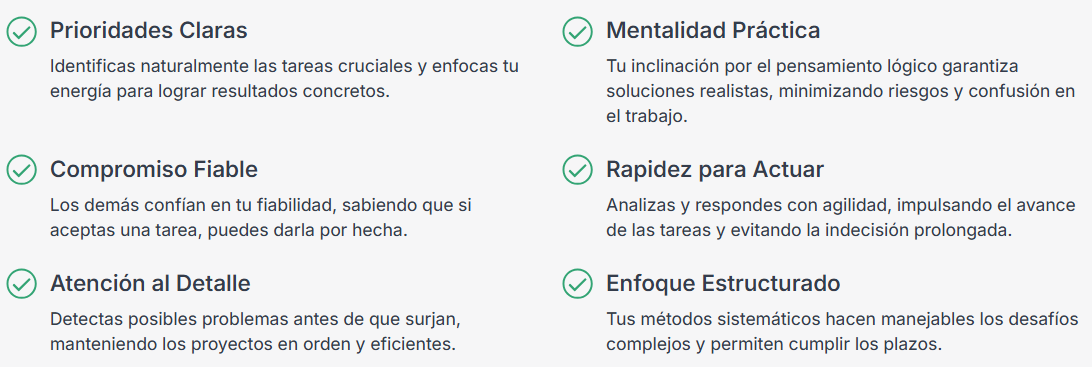 Prioridades Claras
Identificas naturalmente las tareas cruciales y enfocas tu
energía para lograr resultados concretos.
Mentalidad Práctica
Tu inclinación por el pensamiento lógico garantiza
soluciones realistas, minimizando riesgos y confusión en
el trabajo.
Compromiso Fiable
Los demás confían en tu fiabilidad, sabiendo que si
aceptas una tarea, puedes darla por hecha.
Rapidez para Actuar
Analizas y respondes con agilidad, impulsando el avance
de las tareas y evitando la indecisión prolongada.
Atención al Detalle
Detectas posibles problemas antes de que surjan,
manteniendo los proyectos en orden y eficientes.
Enfoque Estructurado
Tus métodos sistemáticos hacen manejables los desafíos
complejos y permiten cumplir los plazos.